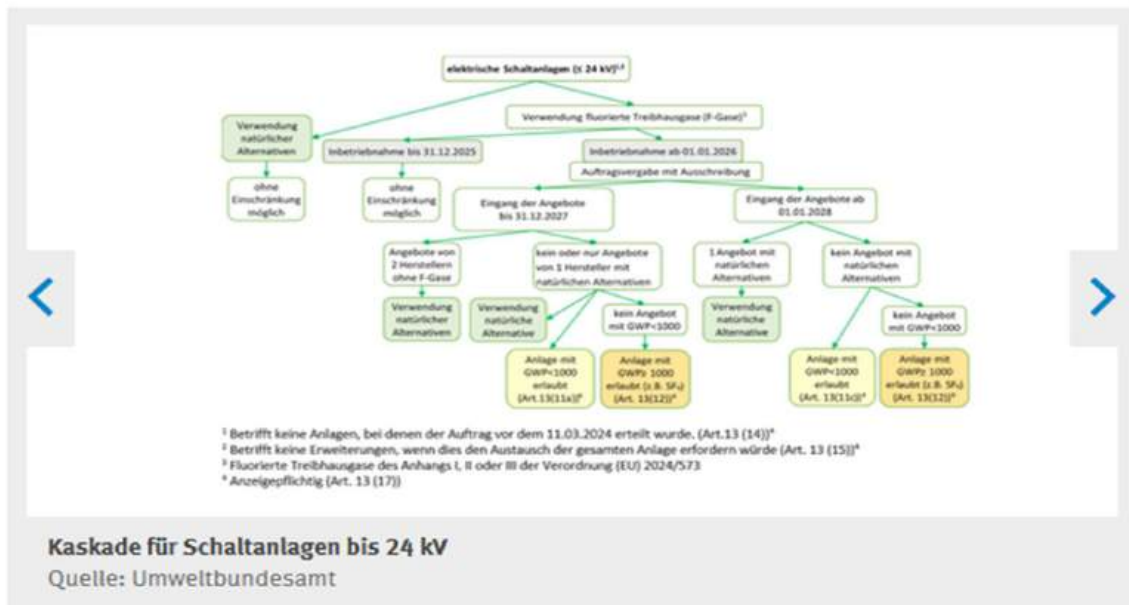 elektrische Schaltanlagen (≤ 24 kV)¹,²
Verwendung fluorierte Treibhausgase (F-Gase)³
Verwendung
natürlicher
Alternativen
Inbetriebnahme bis 31.12.2025
Inbetriebnahme ab 01.01.2026
Auftragsvergabe mit Ausschreibung
ohne
Einschränkung
möglich
ohne
Einschränkung
möglich
Eingang der Angebote
bis 31.12.2027
Eingang der Angebote ab
01.01.2028
Angebote von
2 Herstellern
ohne F-Gase
kein oder nur Angebote
von 1 Hersteller mit
natürlichen Alternativen
1 Angebot mit
natürlichen
Alternativen
kein Angebot mit
natürlichen
Alternativen
Verwendung
natürlicher
Alternativen
Verwendung
natürliche
Alternative
kein Angebot
mit GWP<1000
Verwendung
natürliche
Alternative
kein Angebot
mit GWP<1000
Anlage mit
GWP<1000
erlaubt
(Art.13(11a))⁴
Anlage mit
GWP≥ 1000
erlaubt (z.B. SF₆)
(Art. 13(12))⁴
Anlage mit
GWP<1000
erlaubt
(Art. 13(11c))⁴
Anlage mit
GWP≥ 1000
erlaubt (z.B. SF₆)
(Art. 13(12))⁴
¹ Betrifft keine Anlagen, bei denen der Auftrag vor dem 11.03.2024 erteilt wurde. (Art.13 (14))⁴
² Betrifft keine Erweiterungen, wenn dies den Austausch der gesamten Anlage erfordern würde (Art. 13 (15))⁴
³ Fluorierte Treibhausgase des Anhangs I, II oder III der Verordnung (EU) 2024/573
⁴ Anzeigepflichtig (Art. 13 (17))
Kaskade für Schaltanlagen bis 24 kV
Quelle: Umweltbundesamt